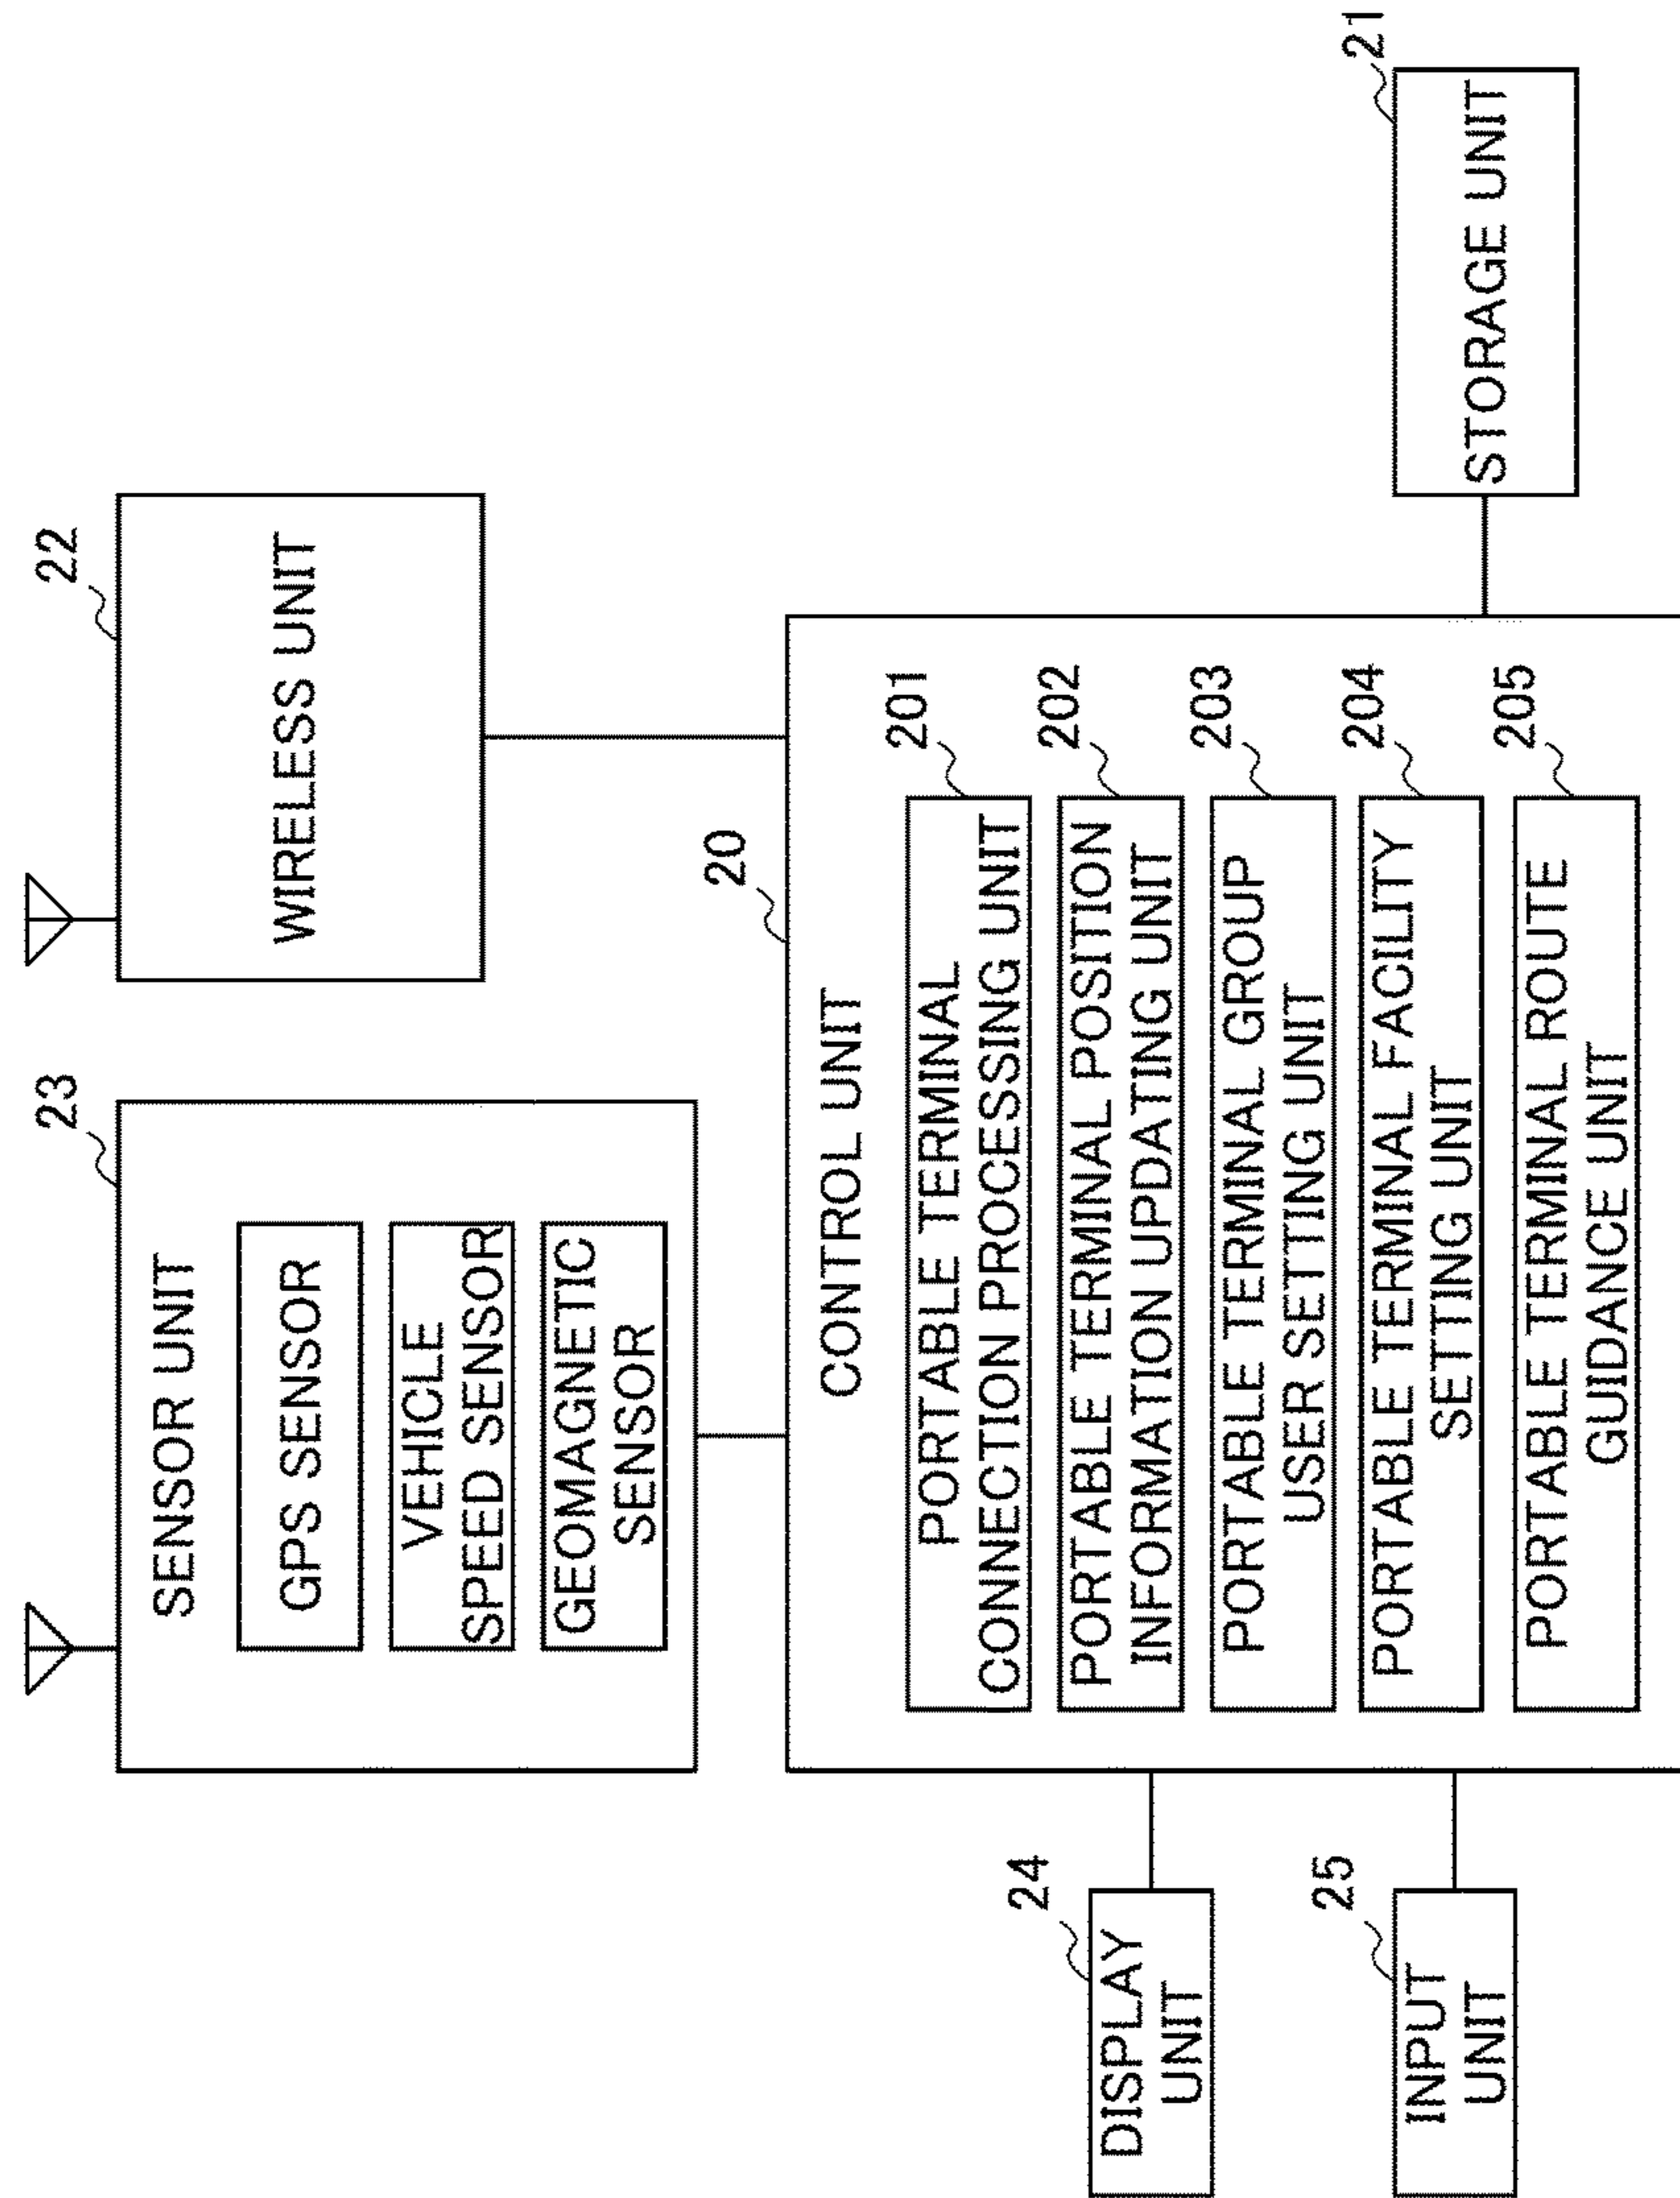 23
SENSOR UNIT
GPS SENSOR
VEHICLE
SPEED SENSOR
GEOMAGNETIC
SENSOR
22
WIRELESS UNIT
20
CONTROL UNIT
201
PORTABLE TERMINAL
CONNECTION PROCESSING UNIT
202
PORTABLE TERMINAL POSITION
INFORMATION UPDATING UNIT
203
PORTABLE TERMINAL GROUP
USER SETTING UNIT
204
PORTABLE TERMINAL FACILITY
SETTING UNIT
205
PORTABLE TERMINAL ROUTE
GUIDANCE UNIT
24
DISPLAY
UNIT
25
INPUT
UNIT
21
STORAGE UNIT